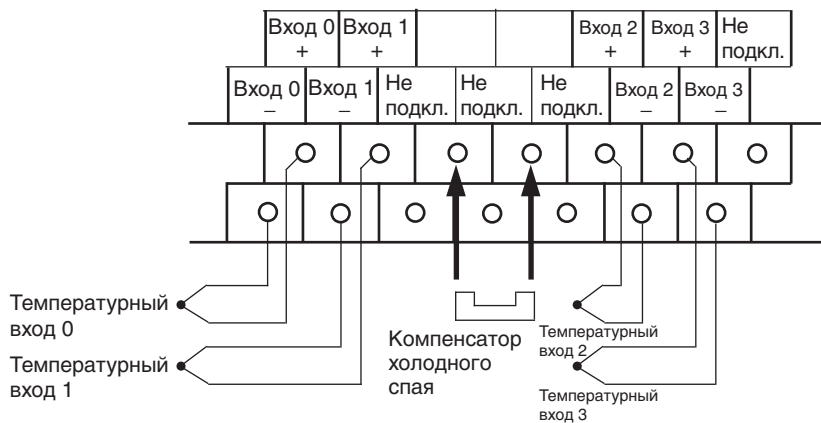 Вход 0
+
Вход 1
+
Вход 2
+
Вход 3
+
Не
подкл.
Вход 0
–
Вход 1
–
Не
подкл.
Не
подкл.
Не
подкл.
Вход 2
–
Вход 3
–
Температурный
вход 0
Температурный
вход 1
Компенсатор
холодного
спая
Температурный
вход 2
Температурный
вход 3